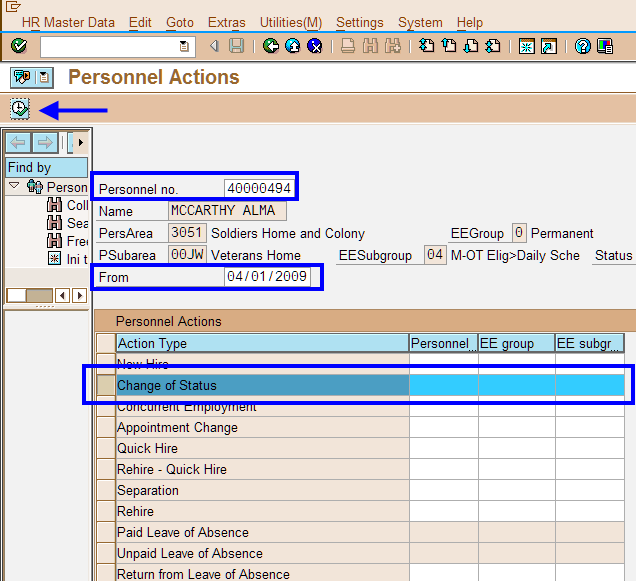 HR Master Data Edit Goto Extras Utilities(M) Settings System Help
Personnel Actions
Find by
Person
Coll
Sea
Free
Ini t
Personnel no. 40000494
Name MCCARTHY ALMA
PersArea 3051 Soldiers Home and Colony EEGroup 0 Permanent
PSubarea 00JW Veterans Home EESubgroup 04 M-OT Elig>Daily Sche Status
From 04/01/2009
Personnel Actions
Action Type Personnel ... EE group EE subgr...
New Hire
Change of Status
Concurrent Employment
Appointment Change
Quick Hire
Rehire - Quick Hire
Separation
Rehire
Paid Leave of Absence
Unpaid Leave of Absence
Return from Leave of Absence